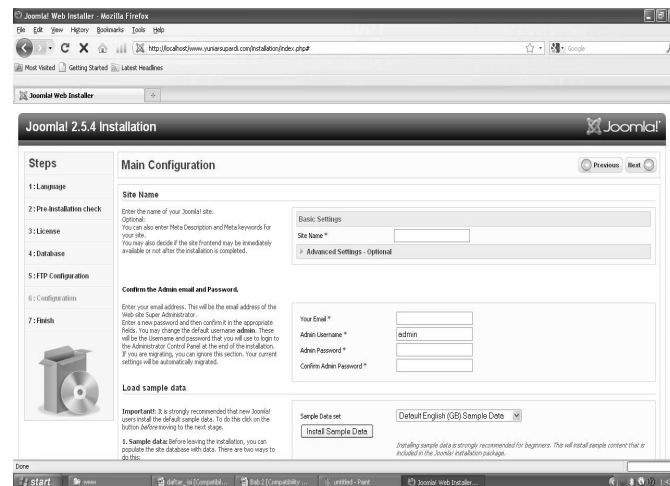 Joomla! Web Installer - Mozilla Firefox
File Edit View History Bookmarks Tools Help
http://localhost/www.yuniarsupardi.com/installation/index.php#
Google
Most Visited Getting Started Latest Headlines
Joomla! Web Installer
Joomla! 2.5.4 Installation
Joomla!
Steps
Main Configuration
Previous Next
1 : Language
2 : Pre-Installation check
3 : License
4 : Database
5 : FTP Configuration
6 : Configuration
7 : Finish
Site Name
Enter the name of your Joomla! site.
Optional:
You can also enter Meta Description and Meta keywords for
your site.
You may also decide if the site frontend may be immediately
available or not after the installation is completed.
Basic Settings
Site Name *
Advanced Settings - Optional
Confirm the Admin email and Password.
Enter your email address. This will be the email address of the
Web site Super Administrator.
Enter a new password and then confirm it in the appropriate
fields. You may change the default username admin. These
will be the Username and password that you will use to login to
the Administrator Control Panel at the end of the installation.
If you are migrating, you can ignore this section. Your current
settings will be automatically migrated.
Your Email *
Admin Username * admin
Admin Password *
Confirm Admin Password *
Load sample data
Important!: It is strongly recommended that new Joomla!
users install the default sample data. To do this click on the
button before moving to the next stage.
1. Sample data: Before leaving the installation, you can
populate the site database with data. There are two ways to
do this:
Sample Data set Default English (GB) Sample Data
Install Sample Data
Installing sample data is strongly recommended for beginners. This will install sample content that is
included in the Joomla! installation package.
Done
start www daftar_isi [Compatibil... Bab 2 [Compatibility ... untitled - Paint Joomla! Web Installer...